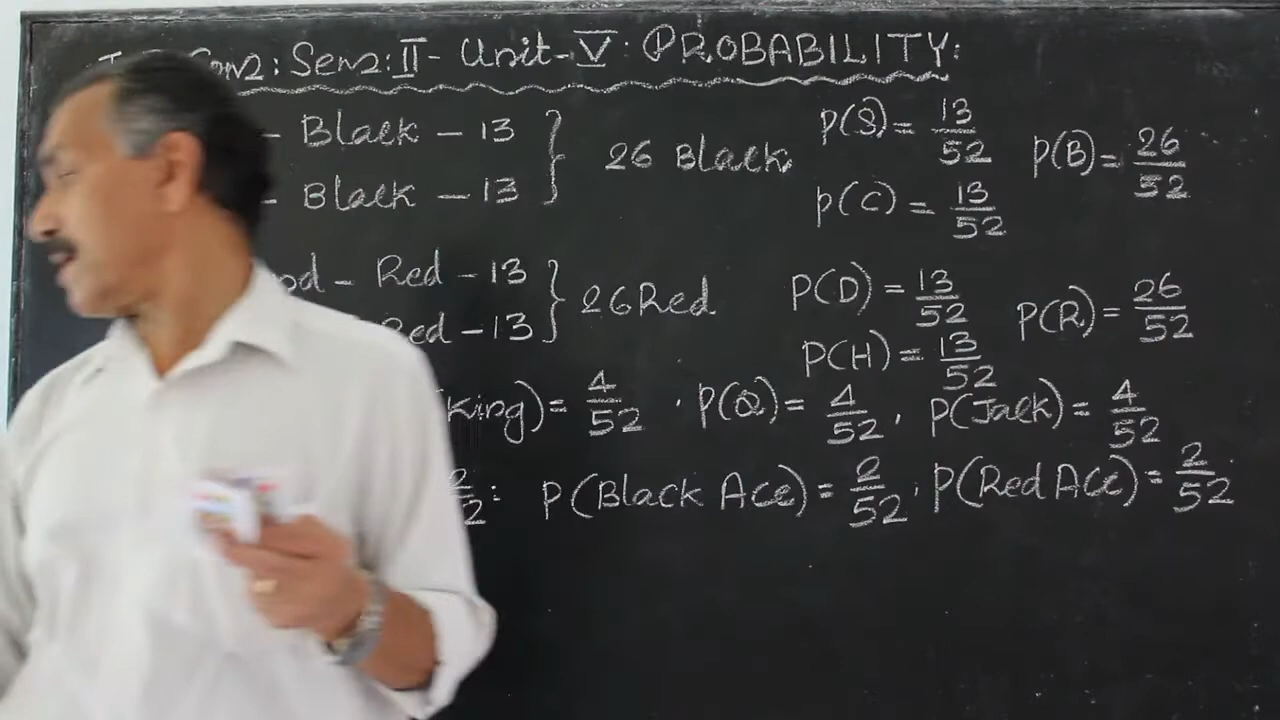 Sem: II - Unit - V: PROBABILITY:
- Black - 13 } 26 Black. P(S) = 13/52 P(B) = 26/52
- Black - 13 P(C) = 13/52
- Red - 13 } 26 Red P(D) = 13/52 P(R) = 26/52
Red - 13 P(H) = 13/52
King) = 4/52 . P(Q) = 4/52 , P(Jack) = 4/52
P(Black Ace) = 2/52 , P(Red Ace) = 2/52